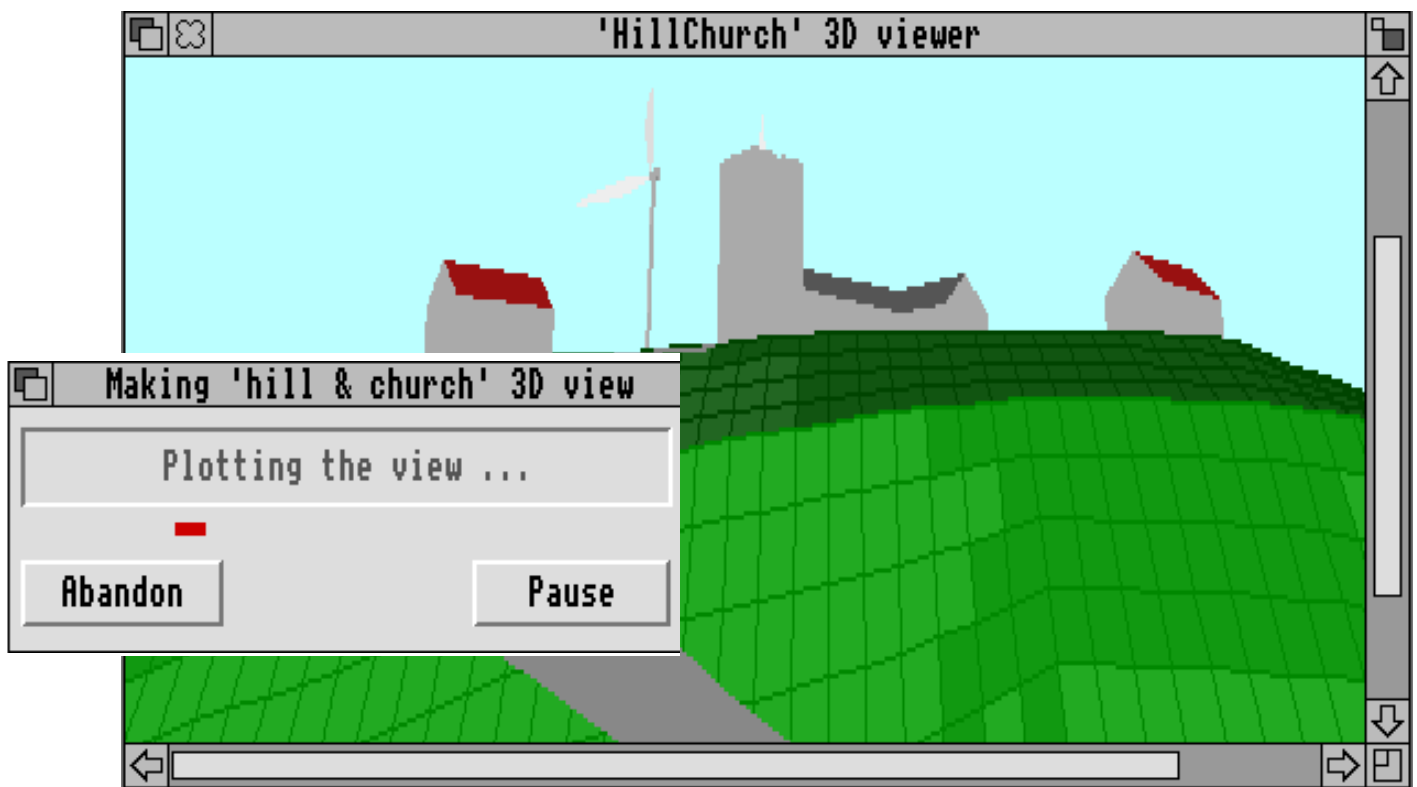 'HillChurch' 3D viewer
Making 'hill & church' 3D view
Plotting the view ...
Abandon
Pause